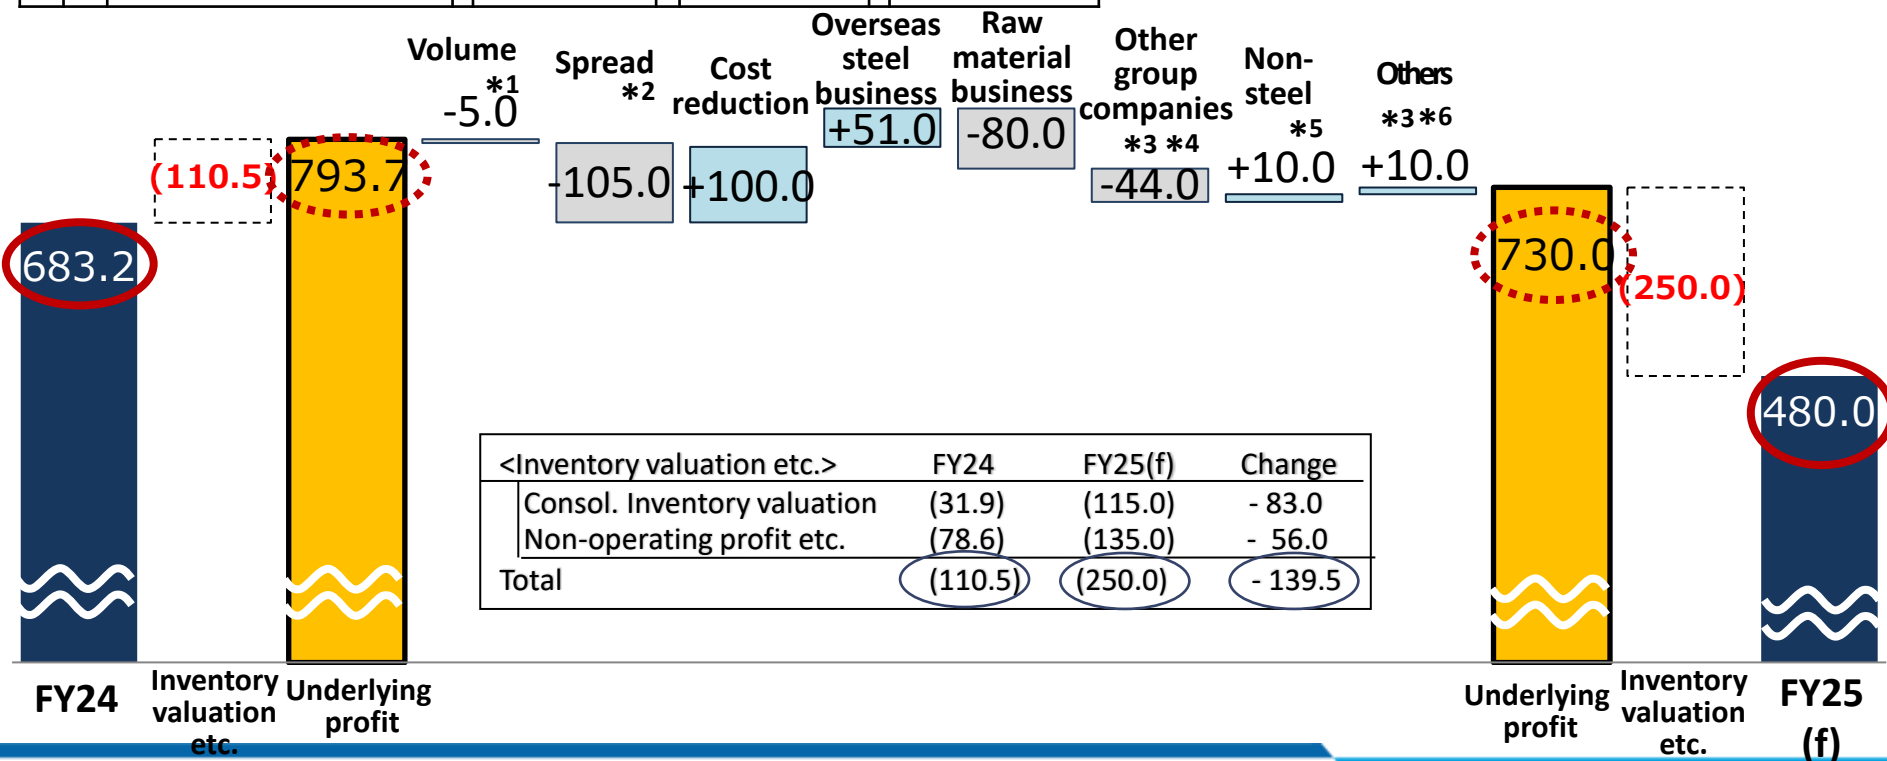 Volume
*1
-5.0
Spread
*2
-105.0
Cost
reduction
+100.0
Overseas
steel
business
+51.0
Raw
material
business
-80.0
Other
group
companies
*3 *4
-44.0
Non-
steel
*5
+10.0
Others
*3*6
+10.0
683.2
(110.5)
793.7
730.0
(250.0)
480.0
<Inventory valuation etc.> FY24 FY25(f) Change
Consol. Inventory valuation (31.9) (115.0) - 83.0
Non-operating profit etc. (78.6) (135.0) - 56.0
Total (110.5) (250.0) - 139.5
FY24
Inventory
valuation
etc.
Underlying
profit
Underlying
profit
Inventory
valuation
etc.
FY25
(f)